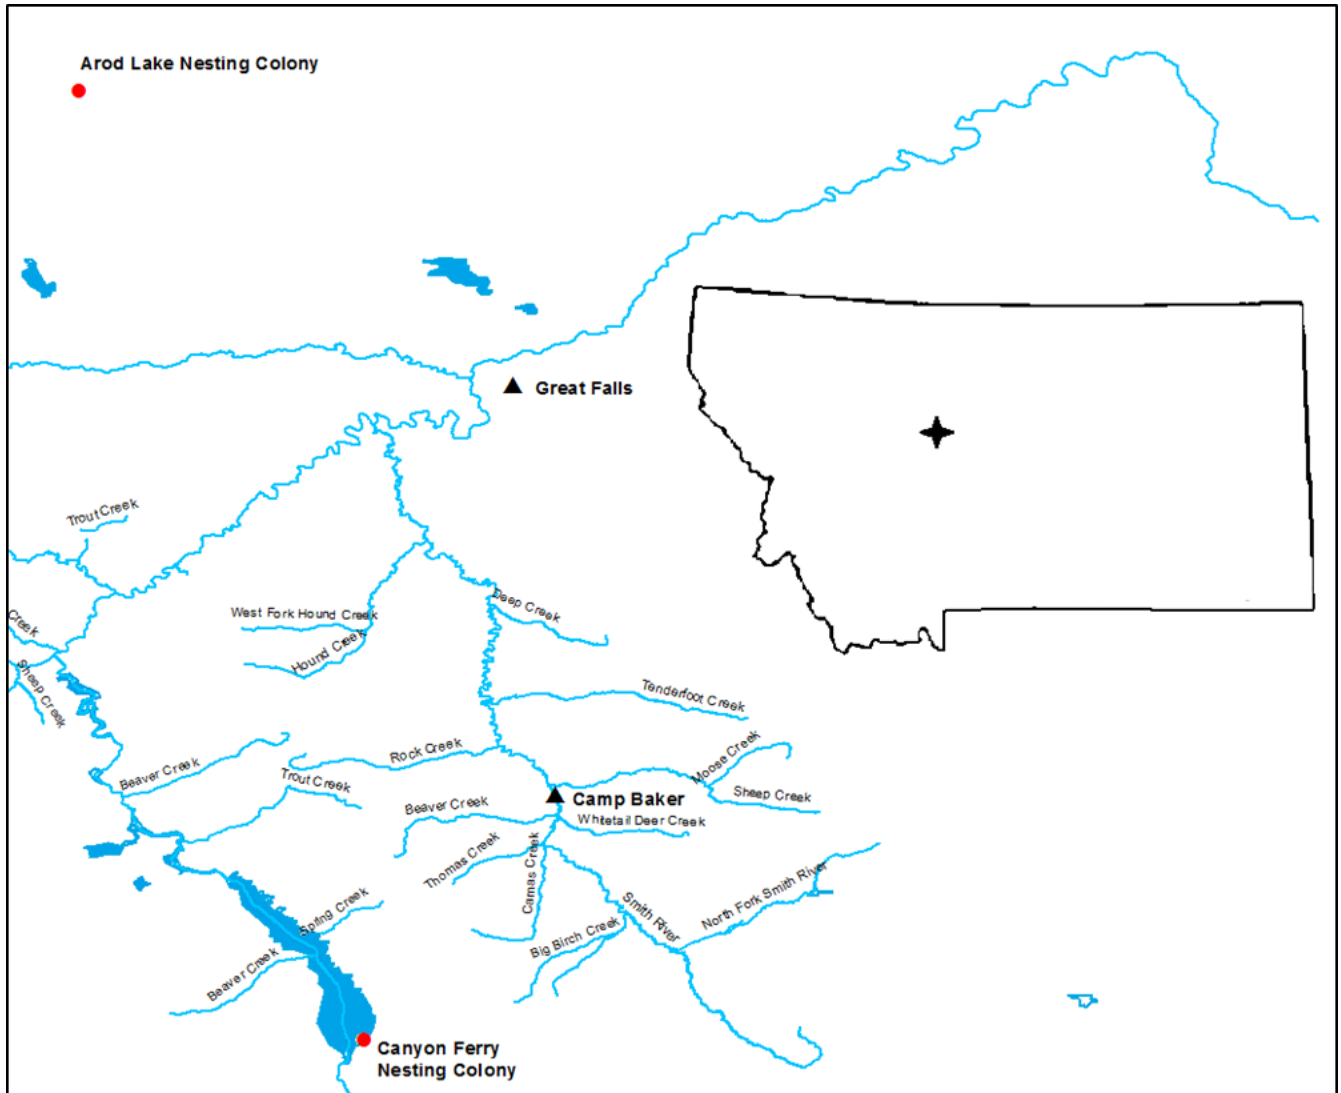 Arod Lake Nesting Colony
Great Falls
Trout Creek
Deep Creek
West Fork Hound Creek
Creek
Hound Creek
Sheep Creek
Tenderfoot Creek
Rock Creek
Moose Creek
Beaver Creek
Trout Creek
Sheep Creek
Camp Baker
Beaver Creek
Whitetail Deer Creek
Thomas Creek
Camas Creek
Smith River
North Fork Smith River
Spring Creek
Big Birch Creek
Beaver Creek
Canyon Ferry
Nesting Colony